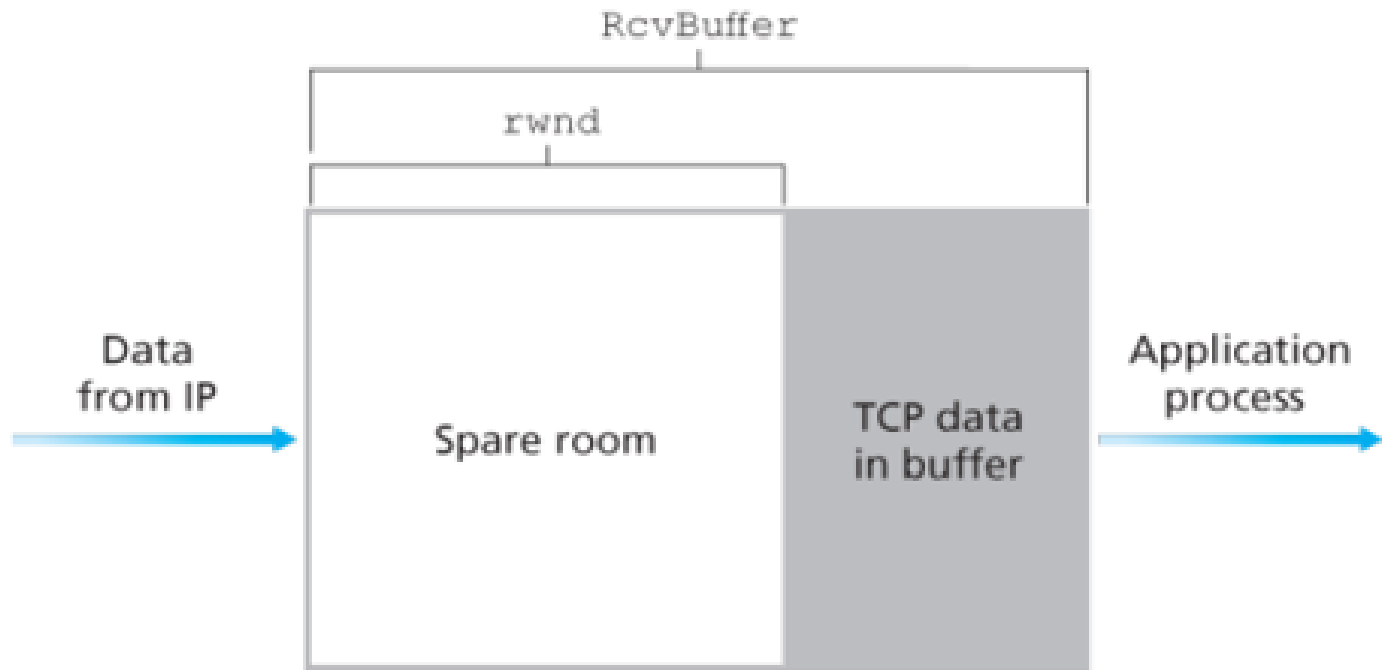 RcvBuffer
rwnd
Data
from IP
Spare room
TCP data
in buffer
Application
process